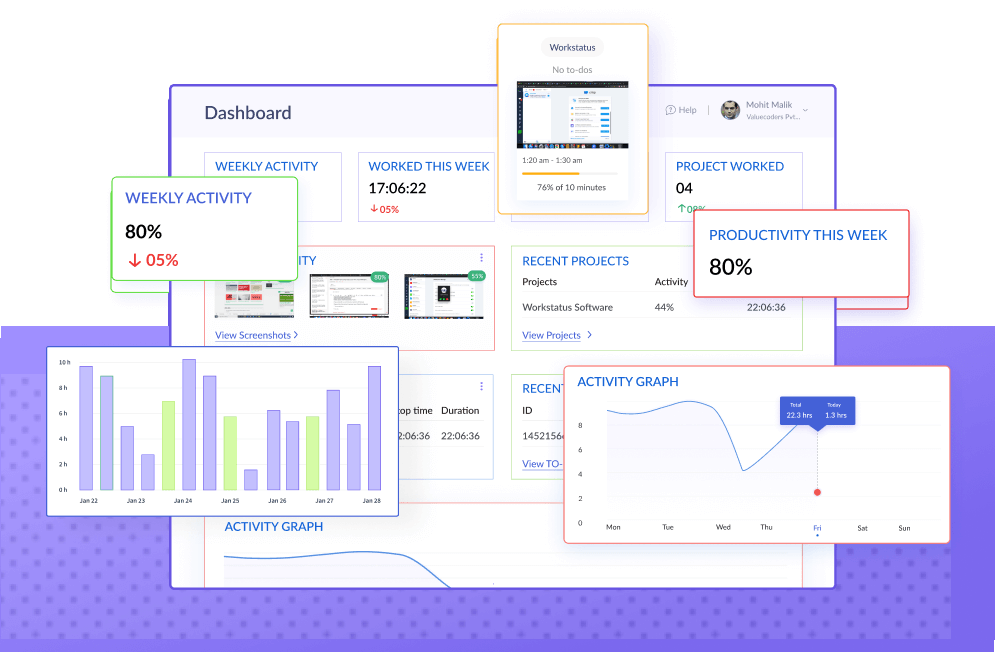 Workstatus
No to-dos
1:20 am - 1:30 am
76% of 10 minutes
Dashboard
Help
Mohit Malik
Valuecoders Pvt...
WEEKLY ACTIVITY
WORKED THIS WEEK
17:06:22
05%
PROJECT WORKED
04
WEEKLY ACTIVITY
80%
05%
PRODUCTIVITY THIS WEEK
80%
ITY
80%
55%
View Screenshots
RECENT PROJECTS
Projects Activity
Workstatus Software 44% 22:06:36
View Projects
10 h
8 h
6 h
4 h
2 h
0 h
Jan 22 Jan 23 Jan 24 Jan 25 Jan 26 Jan 27 Jan 28
op time Duration
2:06:36 22:06:36
RECENT
ID
1452156
View TO-
ACTIVITY GRAPH
Total Today
22.3 hrs 1.3 hrs
8
6
4
2
0
Mon Tue Wed Thu Fri Sat Sun
ACTIVITY GRAPH